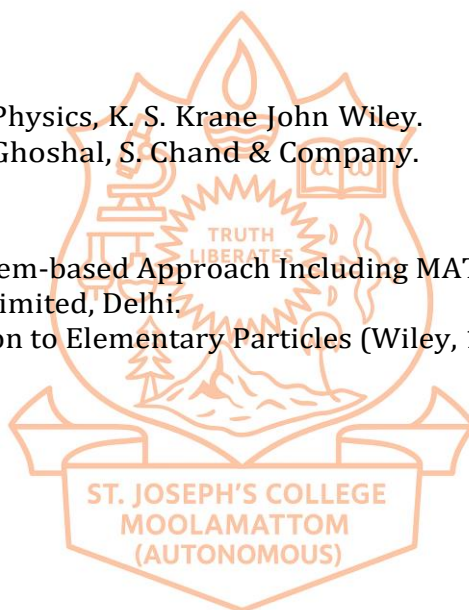 Physics, K. S. Krane John Wiley.
Ghoshal, S. Chand & Company.
α ω
TRUTH
LIBERATES
em-based Approach Including MAT
imited, Delhi.
on to Elementary Particles (Wiley, 1
ST. JOSEPH'S COLLEGE
MOOLAMATTOM
(AUTONOMOUS)